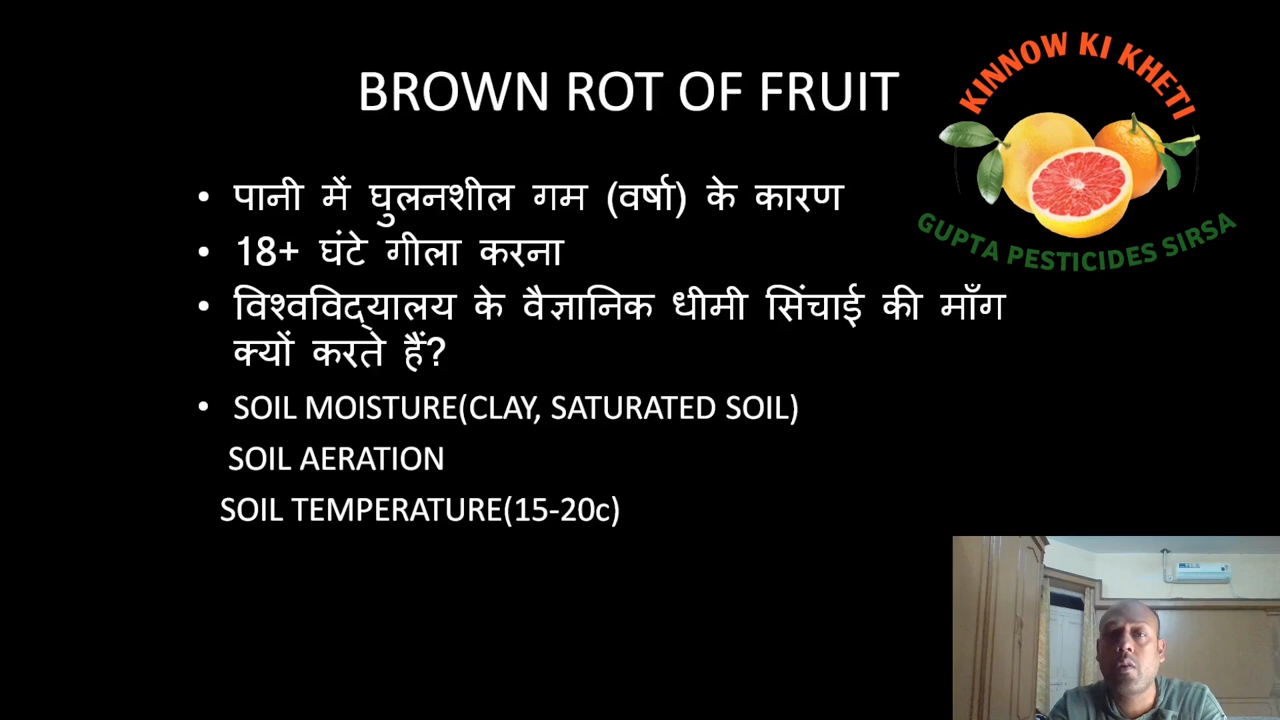 BROWN ROT OF FRUIT
KINNOW KI KHETI
GUPTA PESTICIDES SIRSA
• पानी में घुलनशील गम (वर्षा) के कारण
• 18+ घंटे गीला करना
• विश्वविद्यालय के वैज्ञानिक धीमी सिंचाई की माँग
क्यों करते हैं?
• SOIL MOISTURE(CLAY, SATURATED SOIL)
SOIL AERATION
SOIL TEMPERATURE(15-20c)